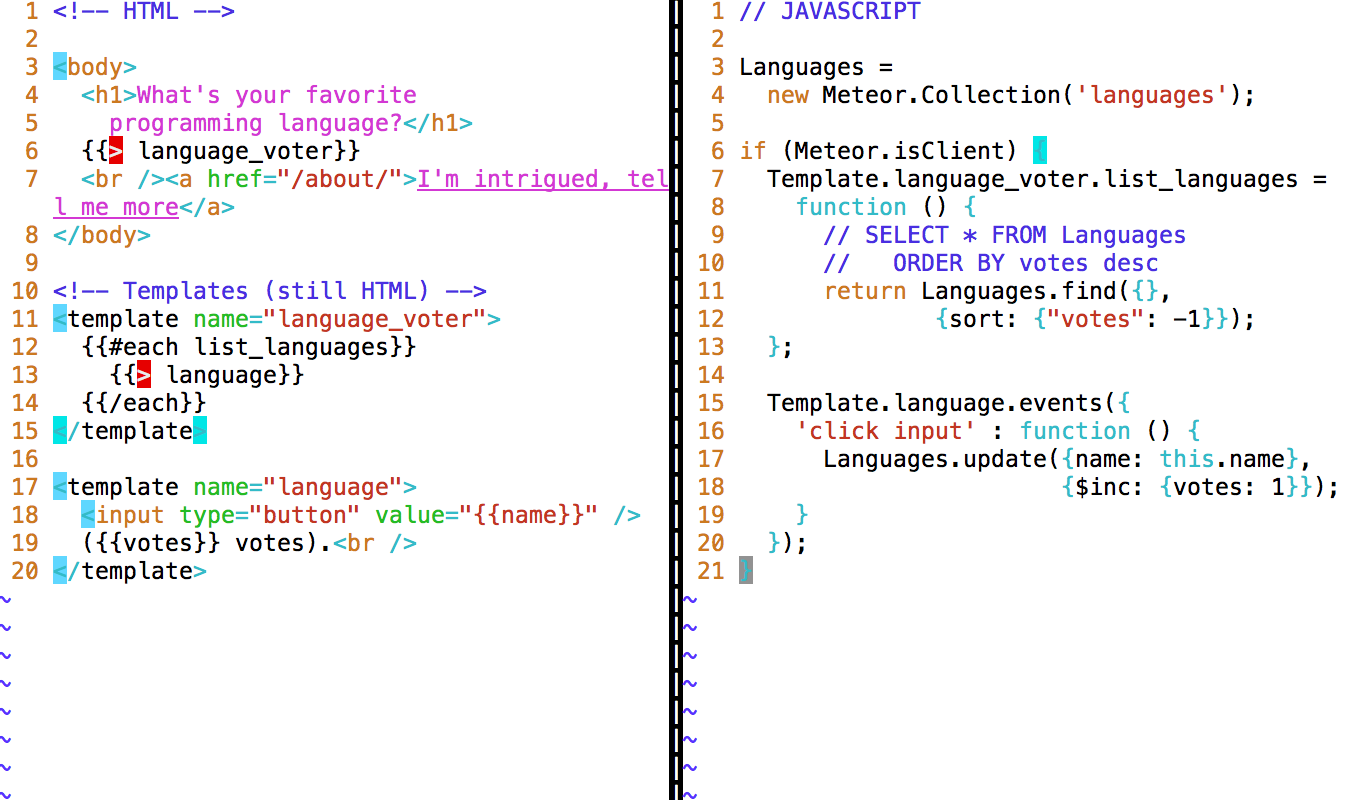 1 <!-- HTML -->
2
3 <body>
4   <h1>What's your favorite
5     programming language?</h1>
6   {{> language_voter}}
7   <br /><a href="/about/">I'm intrigued, tel
l me more</a>
8 </body>
9
10 <!-- Templates (still HTML) -->
11 <template name="language_voter">
12   {{#each list_languages}}
13     {{> language}}
14   {{/each}}
15 </template>
16
17 <template name="language">
18   <input type="button" value="{{name}}" />
19   ({{votes}} votes).<br />
20 </template>
~
~
~
~
~
~
~
~
1 // JAVASCRIPT
2
3 Languages =
4   new Meteor.Collection('languages');
5
6 if (Meteor.isClient) {
7   Template.language_voter.list_languages =
8     function () {
9       // SELECT * FROM Languages
10       //   ORDER BY votes desc
11       return Languages.find({},
12               {sort: {"votes": -1}});
13   };
14
15   Template.language.events({
16     'click input' : function () {
17       Languages.update({name: this.name},
18                        {$inc: {votes: 1}});
19     }
20   });
21 }
~
~
~
~
~
~
~
~